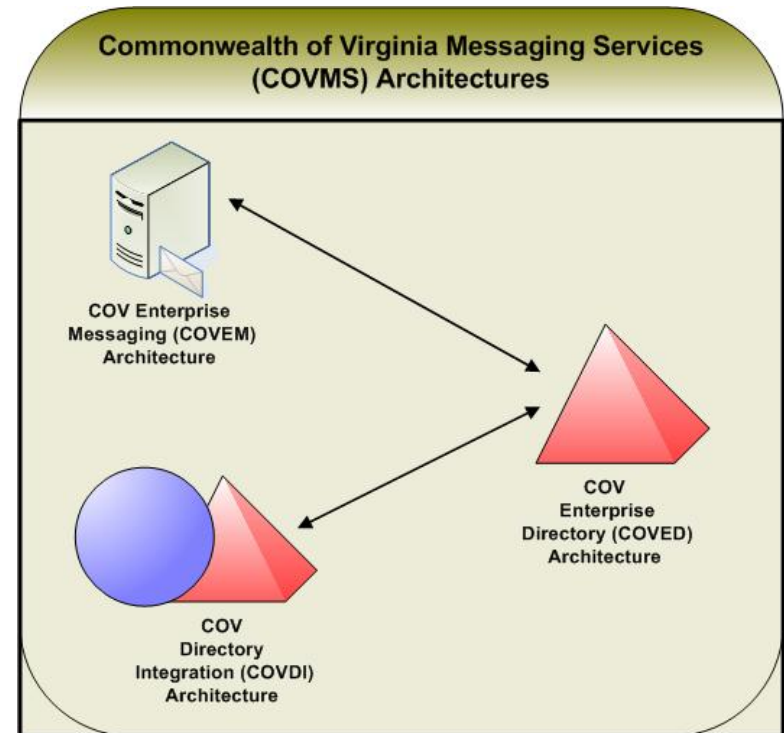 Commonwealth of Virginia Messaging Services
(COVMS) Architectures
COV Enterprise
Messaging (COVEM)
Architecture
COV
Enterprise
Directory (COVED)
Architecture
COV
Directory
Integration (COVDI)
Architecture